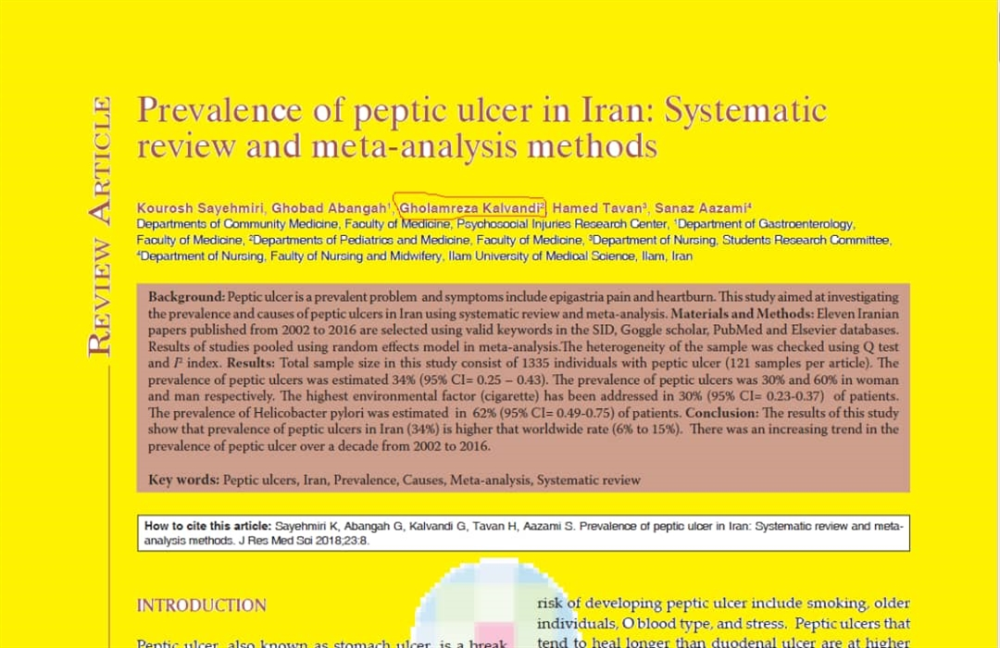 REVIEW ARTICLE
Prevalence of peptic ulcer in Iran: Systematic
review and meta-analysis methods
Kourosh Sayehmiri, Ghobad Abangah¹, Gholamreza Kalvandi², Hamed Tavan³, Sanaz Aazami⁴
Departments of Community Medicine, Faculty of Medicine, Psychosocial Injuries Research Center, ¹Department of Gastroenterology,
Faculty of Medicine, ²Departments of Pediatrics and Medicine, Faculty of Medicine, ³Department of Nursing, Students Research Committee,
⁴Department of Nursing, Faulty of Nursing and Midwifery, Ilam University of Medical Science, Ilam, Iran
Background: Peptic ulcer is a prevalent problem and symptoms include epigastria pain and heartburn. This study aimed at investigating
the prevalence and causes of peptic ulcers in Iran using systematic review and meta-analysis. Materials and Methods: Eleven Iranian
papers published from 2002 to 2016 are selected using valid keywords in the SID, Goggle scholar, PubMed and Elsevier databases.
Results of studies pooled using random effects model in meta-analysis.The heterogeneity of the sample was checked using Q test
and I² index. Results: Total sample size in this study consist of 1335 individuals with peptic ulcer (121 samples per article). The
prevalence of peptic ulcers was estimated 34% (95% CI= 0.25 – 0.43). The prevalence of peptic ulcers was 30% and 60% in woman
and man respectively. The highest environmental factor (cigarette) has been addressed in 30% (95% CI= 0.23-0.37) of patients.
The prevalence of Helicobacter pylori was estimated in 62% (95% CI= 0.49-0.75) of patients. Conclusion: The results of this study
show that prevalence of peptic ulcers in Iran (34%) is higher that worldwide rate (6% to 15%). There was an increasing trend in the
prevalence of peptic ulcer over a decade from 2002 to 2016.
Key words: Peptic ulcers, Iran, Prevalence, Causes, Meta-analysis, Systematic review
How to cite this article: Sayehmiri K, Abangah G, Kalvandi G, Tavan H, Aazami S. Prevalence of peptic ulcer in Iran: Systematic review and meta-
analysis methods. J Res Med Sci 2018;23:8.
INTRODUCTION
Peptic ulcer, also known as stomach ulcer, is a break
risk of developing peptic ulcer include smoking, older
individuals, O blood type, and stress. Peptic ulcers that
tend to heal longer than duodenal ulcer are at higher